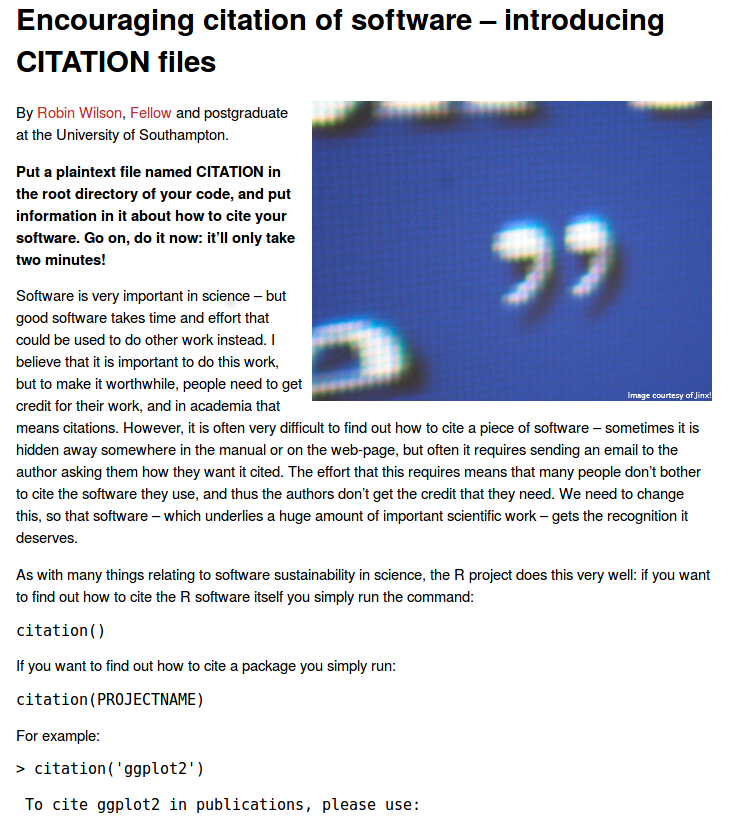 Encouraging citation of software – introducing
CITATION files
By Robin Wilson, Fellow and postgraduate
at the University of Southampton.
Put a plaintext file named CITATION in
the root directory of your code, and put
information in it about how to cite your
software. Go on, do it now: it’ll only take
two minutes!
Image courtesy of Jinx!
Software is very important in science – but
good software takes time and effort that
could be used to do other work instead. I
believe that it is important to do this work,
but to make it worthwhile, people need to get
credit for their work, and in academia that
means citations. However, it is often very difficult to find out how to cite a piece of software – sometimes it is
hidden away somewhere in the manual or on the web-page, but often it requires sending an email to the
author asking them how they want it cited. The effort that this requires means that many people don’t bother
to cite the software they use, and thus the authors don’t get the credit that they need. We need to change
this, so that software – which underlies a huge amount of important scientific work – gets the recognition it
deserves.
As with many things relating to software sustainability in science, the R project does this very well: if you want
to find out how to cite the R software itself you simply run the command:
citation()
If you want to find out how to cite a package you simply run:
citation(PROJECTNAME)
For example:
> citation('ggplot2')
To cite ggplot2 in publications, please use: